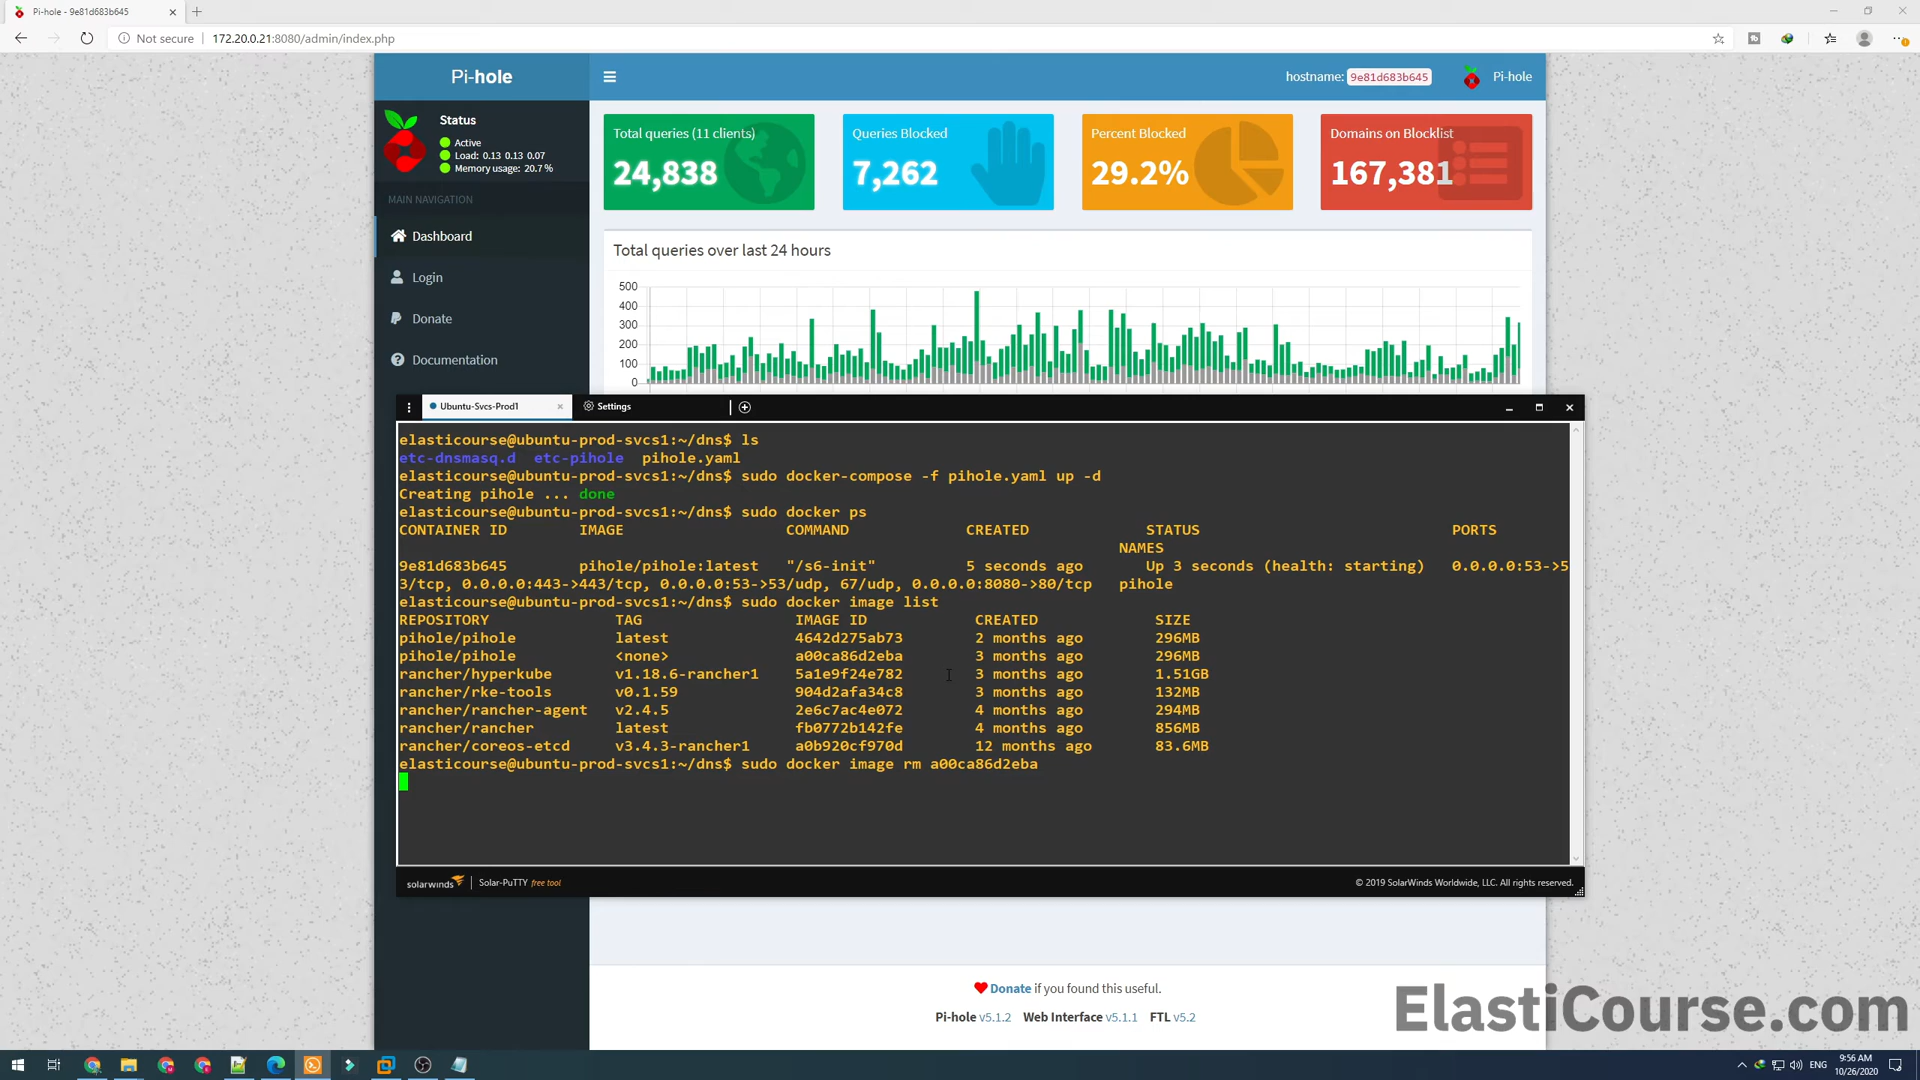 Pi-hole - 9e81d683b645
Not secure
172.20.0.21:8080/admin/index.php
Pi-hole
hostname: 9e81d683b645
Pi-hole
Status
Active
Load: 0.13 0.13 0.07
Memory usage: 20.7 %
MAIN NAVIGATION
Dashboard
Login
Donate
Documentation
Total queries (11 clients)
24,838
Queries Blocked
7,262
Percent Blocked
29.2%
Domains on Blocklist
167,381
Total queries over last 24 hours
500
400
300
200
100
0
Ubuntu-Svcs-Prod1
Settings
elasticourse@ubuntu-prod-svcs1:~/dns$ ls
etc-dnsmasq.d etc-pihole pihole.yaml
elasticourse@ubuntu-prod-svcs1:~/dns$ sudo docker-compose -f pihole.yaml up -d
Creating pihole ... done
elasticourse@ubuntu-prod-svcs1:~/dns$ sudo docker ps
CONTAINER ID IMAGE COMMAND CREATED STATUS PORTS
NAMES
9e81d683b645 pihole/pihole:latest "/s6-init" 5 seconds ago Up 3 seconds (health: starting) 0.0.0.0:53->5
3/tcp, 0.0.0.0:443->443/tcp, 0.0.0.0:53->53/udp, 67/udp, 0.0.0.0:8080->80/tcp pihole
elasticourse@ubuntu-prod-svcs1:~/dns$ sudo docker image list
REPOSITORY TAG IMAGE ID CREATED SIZE
pihole/pihole latest 4642d275ab73 2 months ago 296MB
pihole/pihole <none> a00ca86d2eba 3 months ago 296MB
rancher/hyperkube v1.18.6-rancher1 5a1e9f24e782 3 months ago 1.51GB
rancher/rke-tools v0.1.59 904d2afa34c8 3 months ago 132MB
rancher/rancher-agent v2.4.5 2e6c7ac4e072 4 months ago 294MB
rancher/rancher latest fb0772b142fe 4 months ago 856MB
rancher/coreos-etcd v3.4.3-rancher1 a0b920cf970d 12 months ago 83.6MB
elasticourse@ubuntu-prod-svcs1:~/dns$ sudo docker image rm a00ca86d2eba
solarwinds
Solar-PuTTY free tool
© 2019 SolarWinds Worldwide, LLC. All rights reserved.
Donate if you found this useful.
Pi-hole v5.1.2 Web Interface v5.1.1 FTL v5.2
ElastiCourse.com
ENG
9:56 AM
10/26/2020